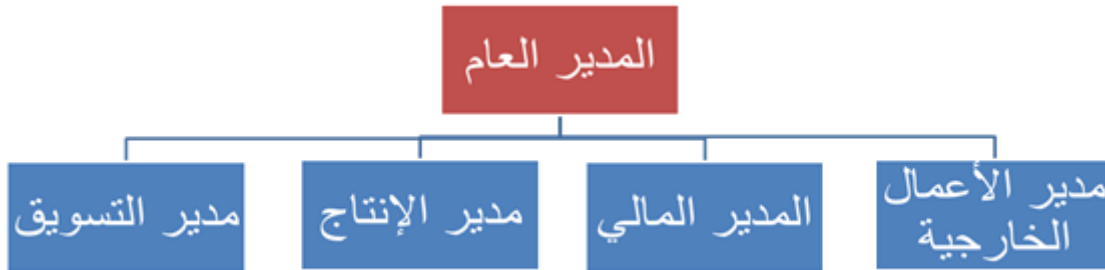 المدير العام
مدير الأعمال
الخارجية
المدير المالي
مدير الإنتاج
مدير التسويق